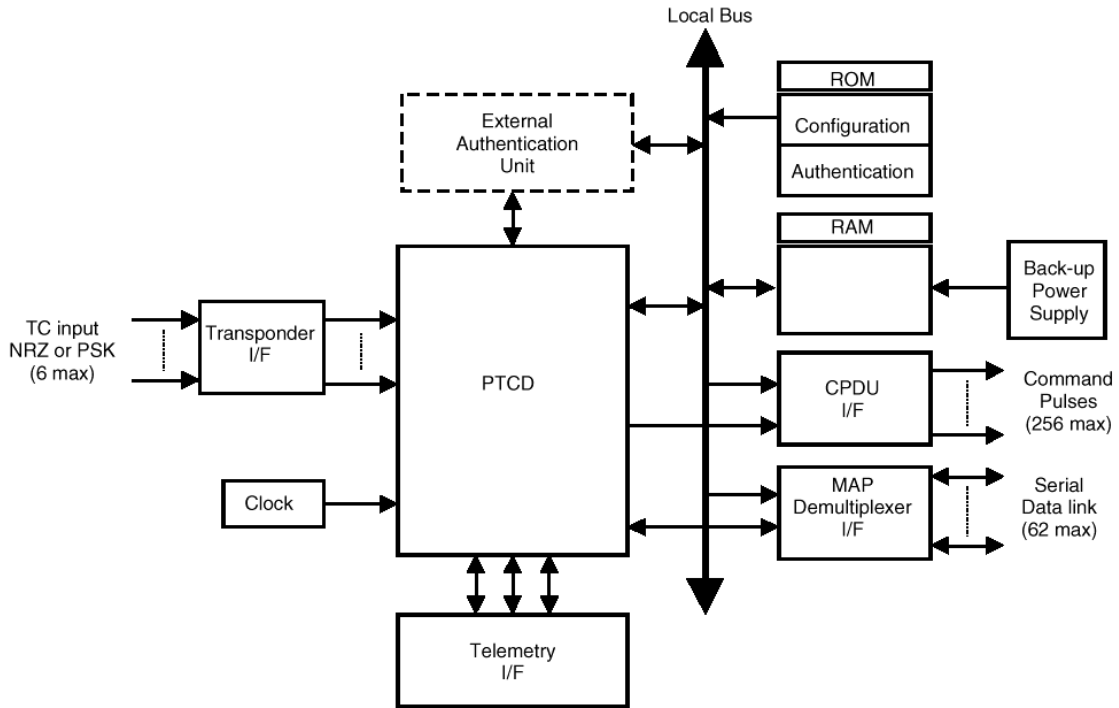 Local Bus
ROM
Configuration
Authentication
External
Authentication
Unit
RAM
Back-up
Power
Supply
TC input
NRZ or PSK
(6 max)
Transponder
I/F
PTCD
CPDU
I/F
Command
Pulses
(256 max)
Clock
MAP
Demultiplexer
I/F
Serial
Data link
(62 max)
Telemetry
I/F